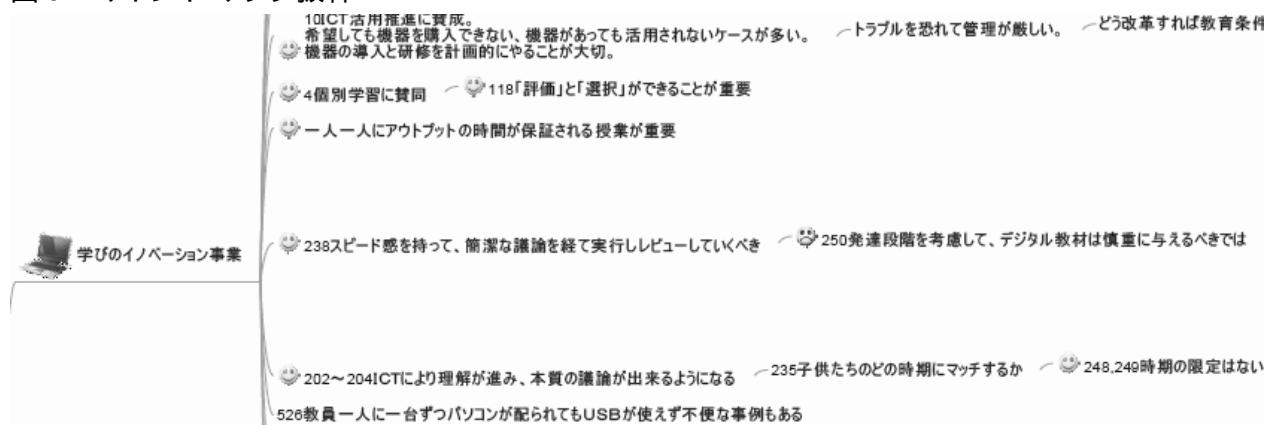 10ICT活用推進に賛成。
希望しても機器を購入できない、機器があっても活用されないケースが多い。
機器の導入と研修を計画的にやることが大切。
トラブルを恐れて管理が厳しい。
どう改革すれば教育条件
4個別学習に賛同
118「評価」と「選択」ができることが重要
一人一人にアウトプットの時間が保証される授業が重要
学びのイノベーション事業
238スピード感を持って、簡潔な議論を経て実行しレビューしていくべき
250発達段階を考慮して、デジタル教材は慎重に与えるべきでは
202～204ICTにより理解が進み、本質の議論が出来るようになる
235子供たちのどの時期にマッチするか
248,249時期の限定はない
526教員一人に一台ずつパソコンが配られてもUSBが使えず不便な事例もある